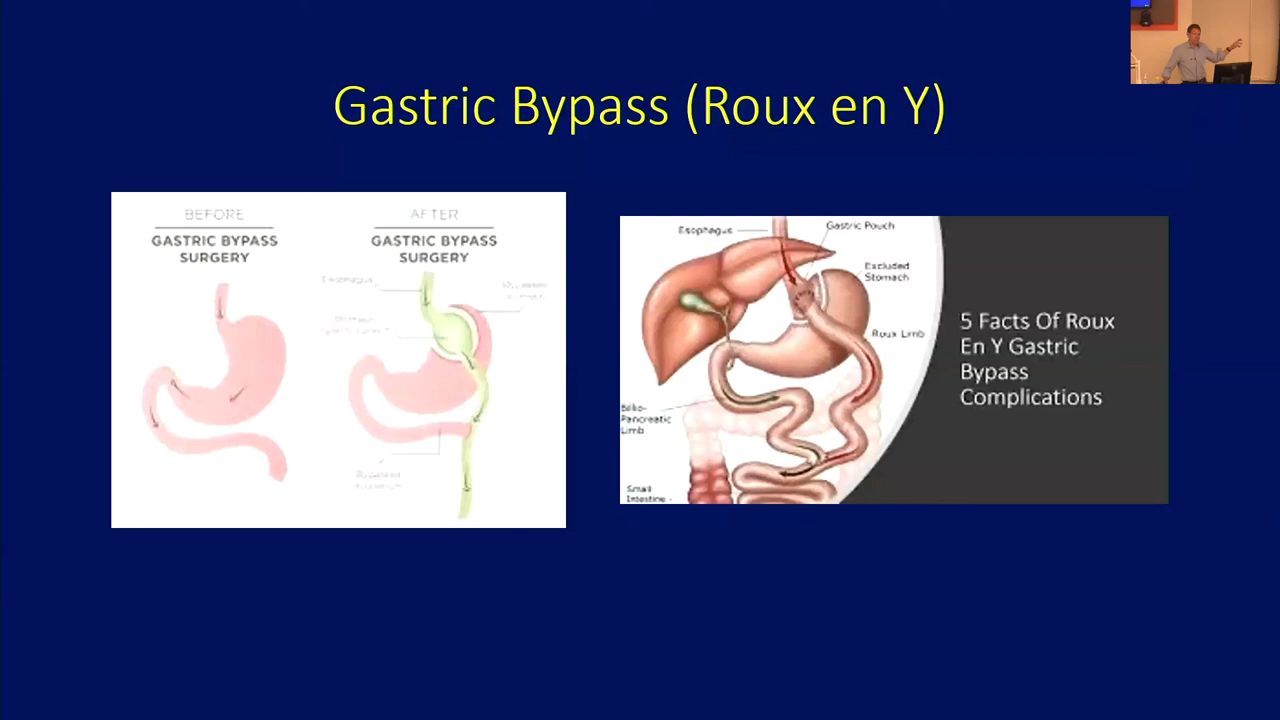 Gastric Bypass (Roux en Y)
BEFORE
GASTRIC BYPASS
SURGERY
AFTER
GASTRIC BYPASS
SURGERY
Esophagus
Esophagus
Gastric Pouch
Excluded
Stomach
Roux Limb
Bilio-
Pancreatic
Limb
Small
Intestine -
5 Facts Of Roux
En Y Gastric
Bypass
Complications